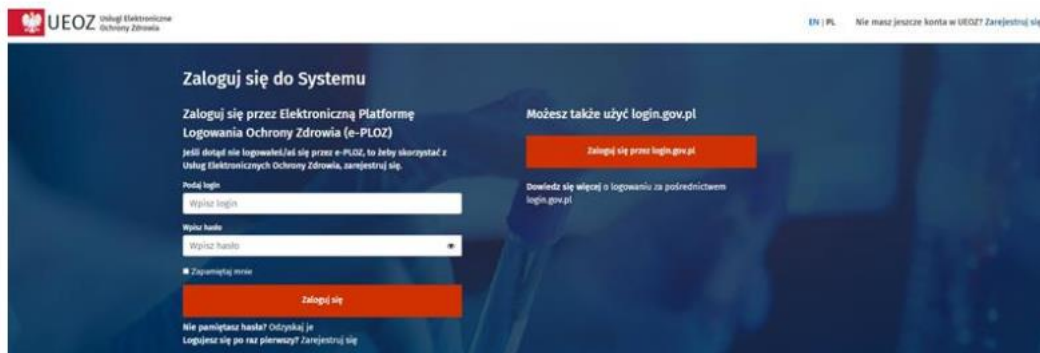 UEOZ Usługi Elektroniczne
Ochrony Zdrowia
EN | PL Nie masz jeszcze konta w UEOZ? Zarejestruj się
Zaloguj się do Systemu
Zaloguj się przez Elektroniczną Platformę
Logowania Ochrony Zdrowia (e-PLOZ)
Jeśli dotąd nie logowałeś/aś się przez e-PLOZ, to żeby skorzystać z
Usług Elektronicznych Ochrony Zdrowia, zarejestruj się.
Podaj login
Wpisz login
Wpisz hasło
Wpisz hasło
Zapamiętaj mnie
Zaloguj się
Nie pamiętasz hasła? Odzyskaj je
Logujesz się po raz pierwszy? Zarejestruj się
Możesz także użyć login.gov.pl
Zaloguj się przez login.gov.pl
Dowiedz się więcej o logowaniu za pośrednictwem
login.gov.pl